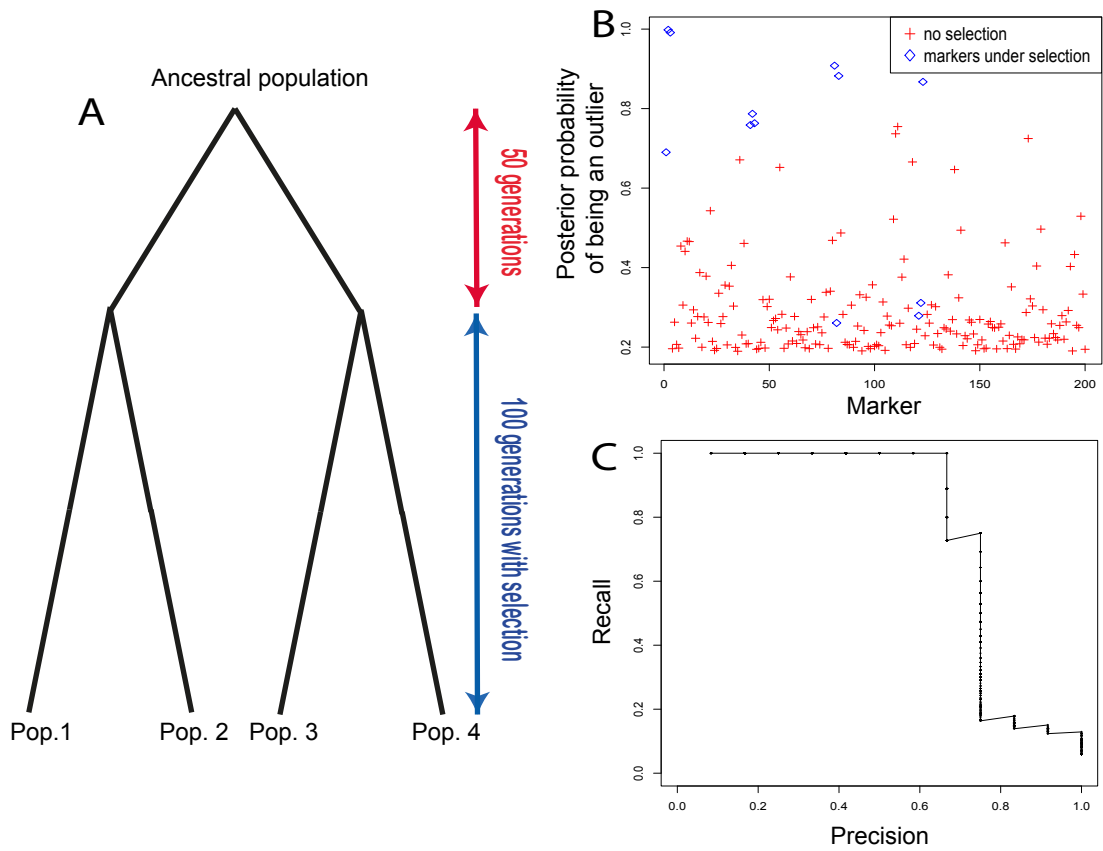 A
Ancestral population
50 generations
100 generations with selection
Pop.1
Pop. 2
Pop. 3
Pop. 4
B
no selection
markers under selection
Posterior probability
of being an outlier
1.0
0.8
0.6
0.4
0.2
0
50
100
150
200
Marker
C
Recall
1.0
0.8
0.6
0.4
0.2
0.0
0.0
0.2
0.4
0.6
0.8
1.0
Precision